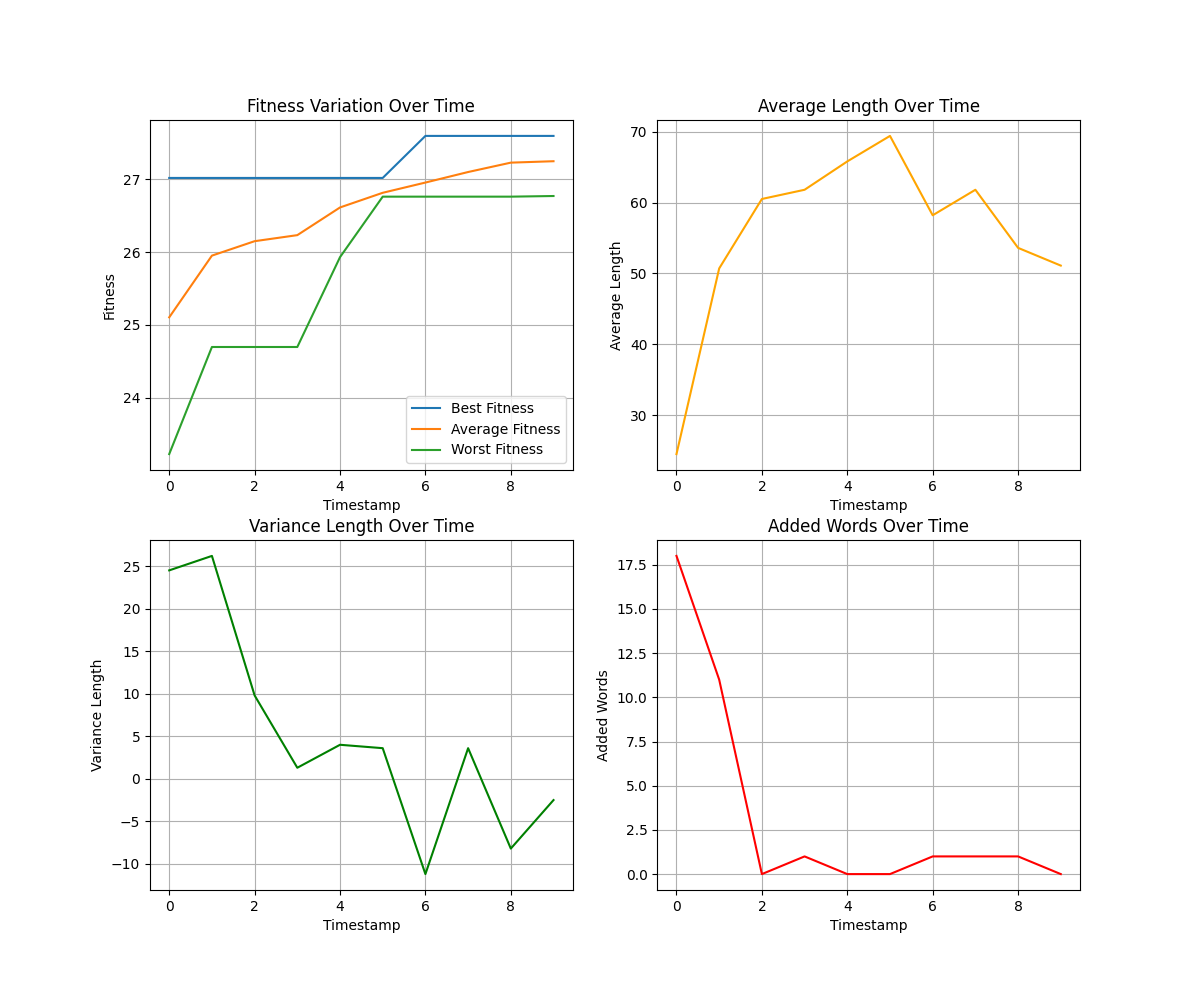 Fitness Variation Over Time
27
26
25
24
Fitness
0 2 4 6 8
Timestamp
Best Fitness
Average Fitness
Worst Fitness
Average Length Over Time
70
60
50
40
30
Average Length
0 2 4 6 8
Timestamp
Variance Length Over Time
25
20
15
10
5
0
−5
−10
Variance Length
0 2 4 6 8
Timestamp
Added Words Over Time
17.5
15.0
12.5
10.0
7.5
5.0
2.5
0.0
Added Words
0 2 4 6 8
Timestamp